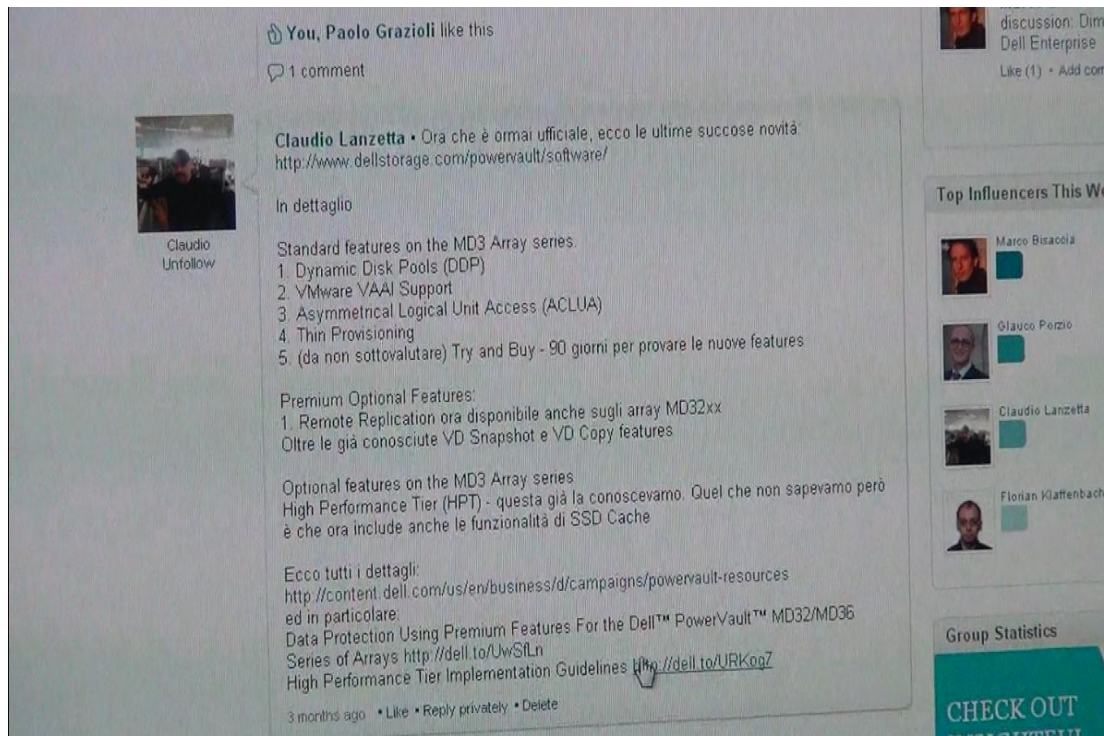 You, Paolo Grazioli like this
1 comment
Claudio
Unfollow
Claudio Lanzetta • Ora che è ormai ufficiale, ecco le ultime succose novità:
http://www.dellstorage.com/powervault/software/
In dettaglio
Standard features on the MD3 Array series.
1. Dynamic Disk Pools (DDP)
2. VMware VAAI Support
3. Asymmetrical Logical Unit Access (ACLUA)
4. Thin Provisioning
5. (da non sottovalutare) Try and Buy - 90 giorni per provare le nuove features
Premium Optional Features:
1. Remote Replication ora disponibile anche sugli array MD32xx
Oltre le già conosciute VD Snapshot e VD Copy features
Optional features on the MD3 Array series
High Performance Tier (HPT) - questa già la conoscevamo. Quel che non sapevamo però
è che ora include anche le funzionalità di SSD Cache
Ecco tutti i dettagli:
http://content.dell.com/us/en/business/d/campaigns/powervault-resources
ed in particolare:
Data Protection Using Premium Features For the Dell™ PowerVault™ MD32/MD36
Series of Arrays http://dell.to/UwSfLn
High Performance Tier Implementation Guidelines http://dell.to/URKog7
3 months ago • Like • Reply privately • Delete
discussion: Dim
Dell Enterprise
Like (1) • Add com
Top Influencers This We
Marco Bisaccia
Glauco Porzio
Claudio Lanzetta
Florian Klaffenbach
Group Statistics
CHECK OUT